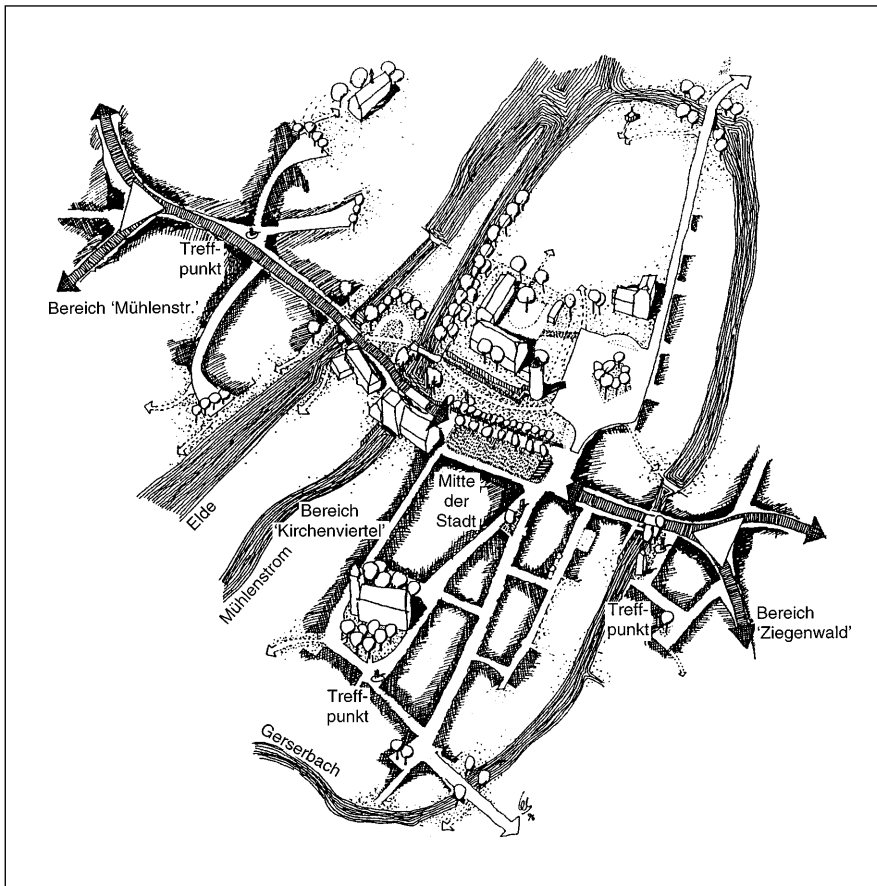 Treff-
punkt
Bereich 'Mühlenstr.'
Elde
Mühlenstrom
Bereich
'Kirchenviertel'
Mitte
der
Stadt
Treff-
punkt
Bereich
'Ziegenwald'
Treff-
punkt
Gerserbach